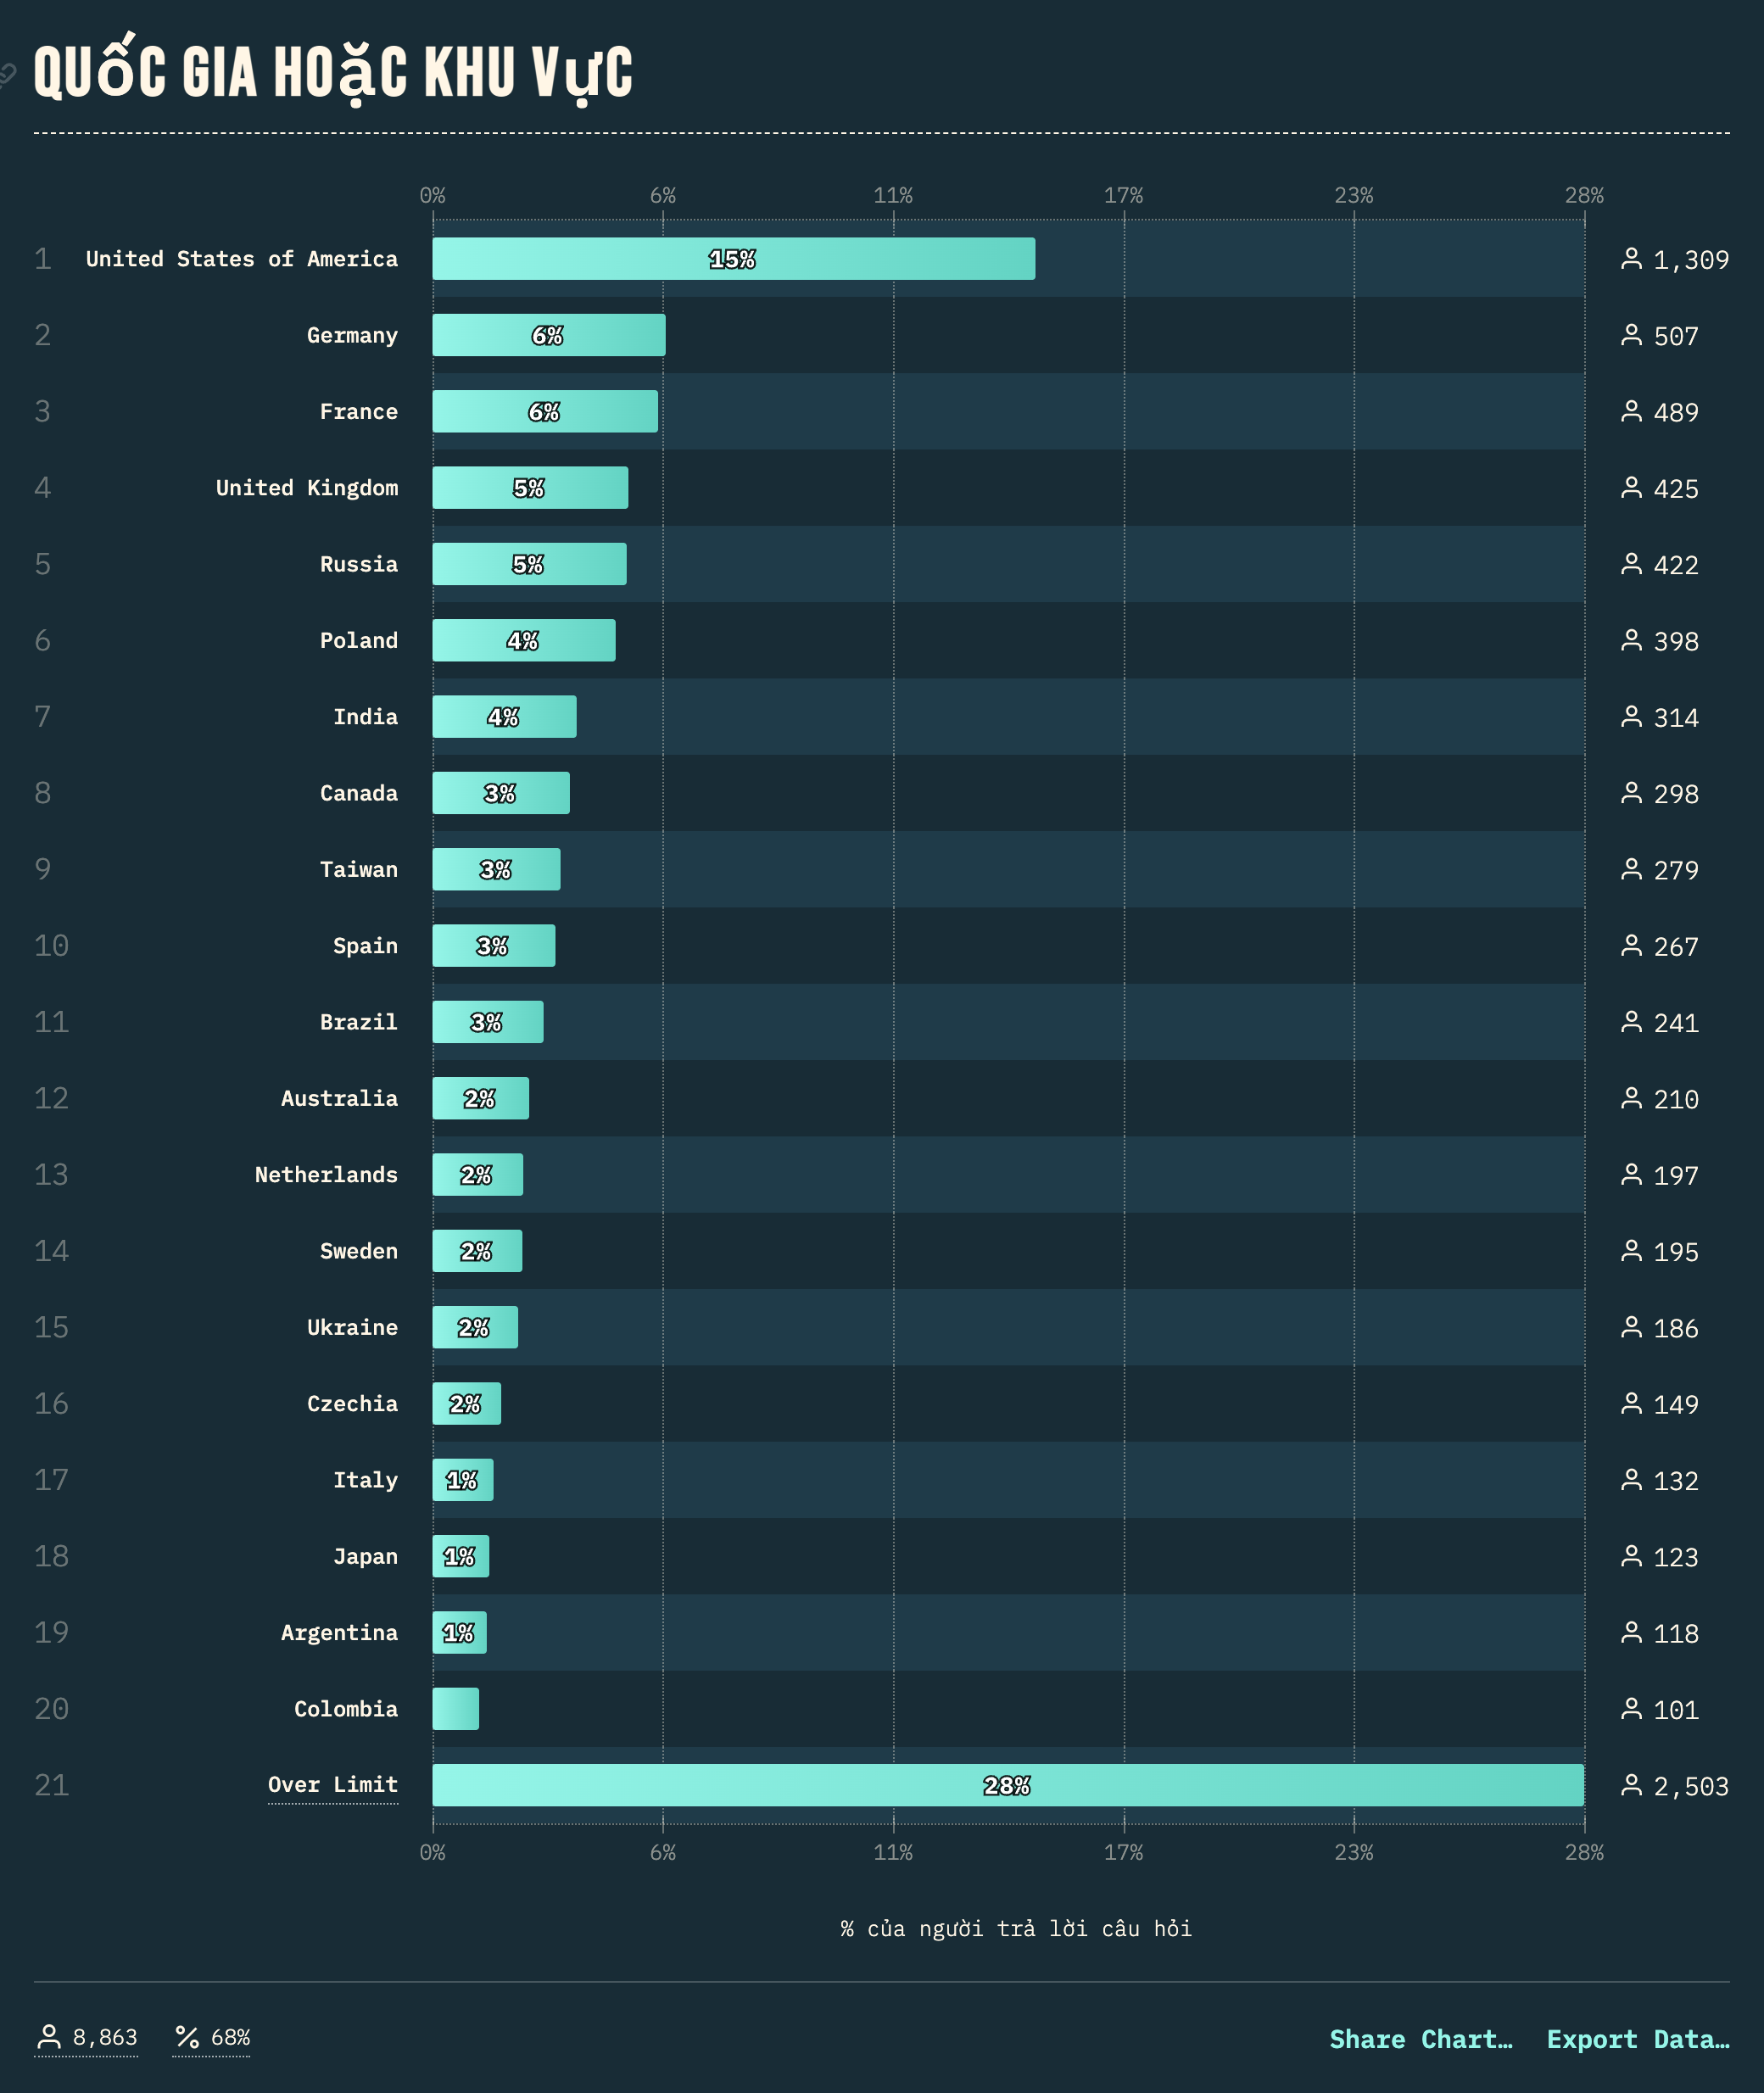 QUỐC GIA HOặC KHU VựC
0% 6% 11% 17% 23% 28%
1 United States of America 15% 1,309
2 Germany 6% 507
3 France 6% 489
4 United Kingdom 5% 425
5 Russia 5% 422
6 Poland 4% 398
7 India 4% 314
8 Canada 3% 298
9 Taiwan 3% 279
10 Spain 3% 267
11 Brazil 3% 241
12 Australia 2% 210
13 Netherlands 2% 197
14 Sweden 2% 195
15 Ukraine 2% 186
16 Czechia 2% 149
17 Italy 1% 132
18 Japan 1% 123
19 Argentina 1% 118
20 Colombia 101
21 Over Limit 28% 2,503
0% 6% 11% 17% 23% 28%
% của người trả lời câu hỏi
8,863 68% Share Chart… Export Data…